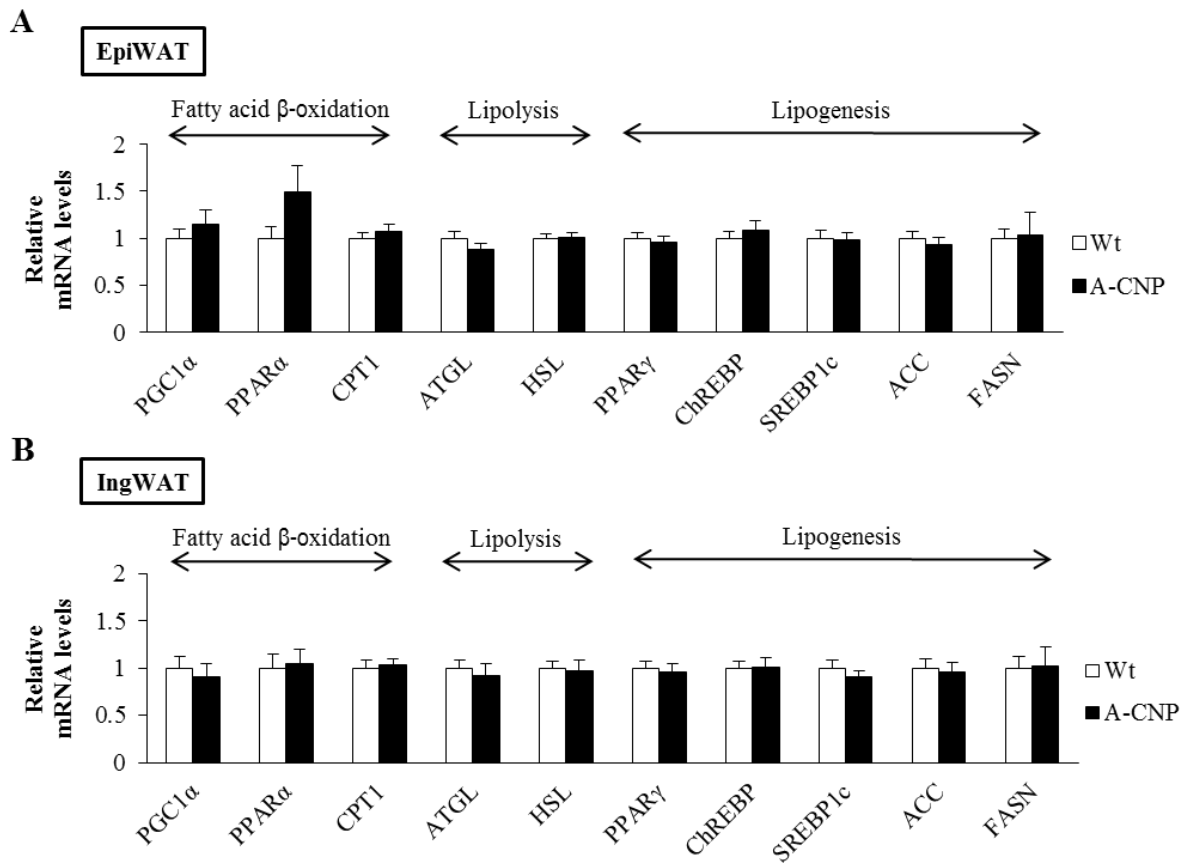 A
EpiWAT
Fatty acid β-oxidation
Lipolysis
Lipogenesis
Relative
mRNA levels
2
1.5
1
0.5
0
Wt
A-CNP
PGC1α
PPARα
CPT1
ATGL
HSL
PPARγ
ChREBP
SREBP1c
ACC
FASN
B
IngWAT
Fatty acid β-oxidation
Lipolysis
Lipogenesis
Relative
mRNA levels
2
1.5
1
0.5
0
Wt
A-CNP
PGC1α
PPARα
CPT1
ATGL
HSL
PPARγ
ChREBP
SREBP1c
ACC
FASN